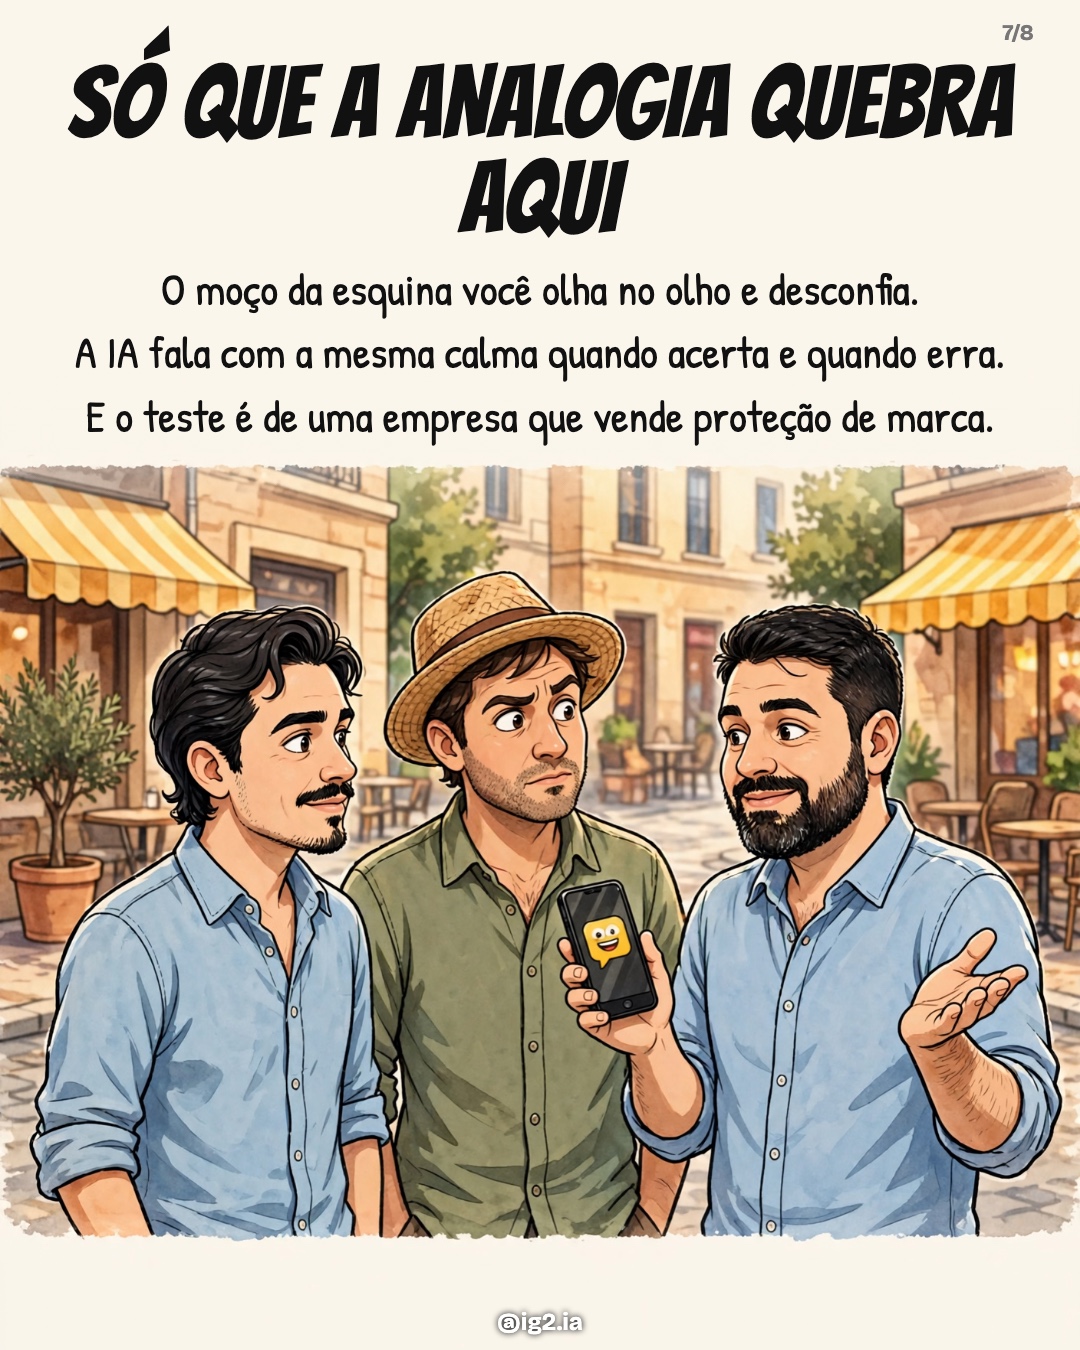 7/8
SÓ QUE A ANALOGIA QUEBRA
AQUI
O moço da esquina você olha no olho e desconfia.
A IA fala com a mesma calma quando acerta e quando erra.
E o teste é de uma empresa que vende proteção de marca.
@ig2.ia